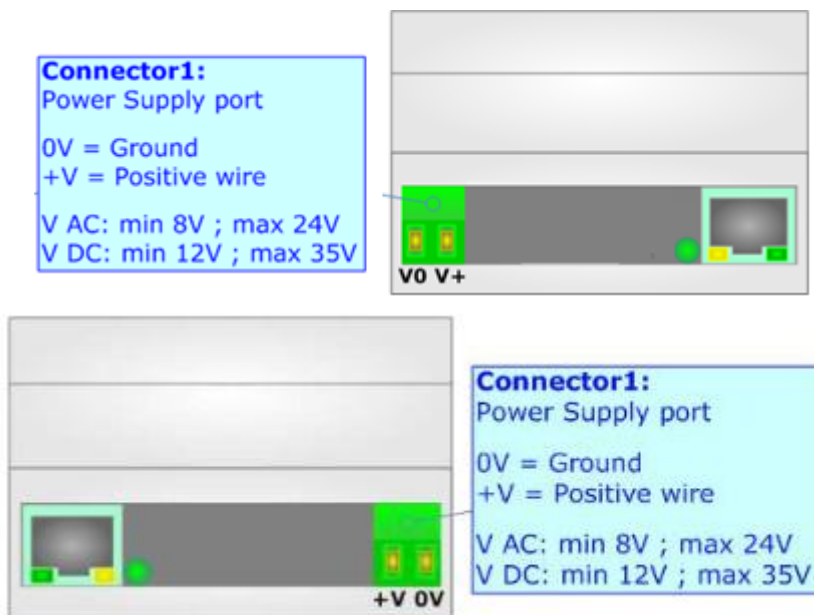 Connector1:
Power Supply port
0V = Ground
+V = Positive wire
V AC: min 8V ; max 24V
V DC: min 12V ; max 35V
V0 V+
Connector1:
Power Supply port
0V = Ground
+V = Positive wire
V AC: min 8V ; max 24V
V DC: min 12V ; max 35V
+V 0V